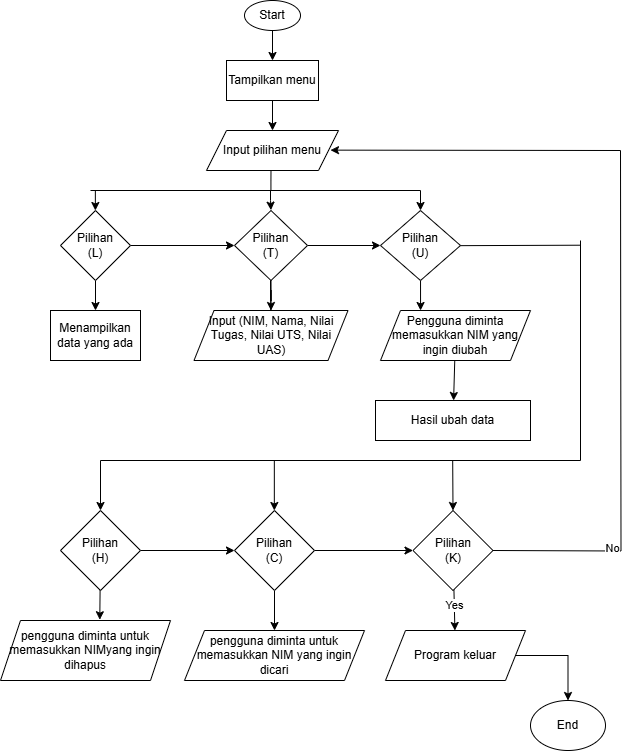 Start
Tampilkan menu
Input pilihan menu
Pilihan
(L)
Pilihan
(T)
Pilihan
(U)
Menampilkan
data yang ada
Input (NIM, Nama, Nilai
Tugas, Nilai UTS, Nilai
UAS)
Pengguna diminta
memasukkan NIM yang
ingin diubah
Hasil ubah data
Pilihan
(H)
Pilihan
(C)
Pilihan
(K)
No
Yes
pengguna diminta untuk
memasukkan NIMyang ingin
dihapus
pengguna diminta untuk
memasukkan NIM yang ingin
dicari
Program keluar
End